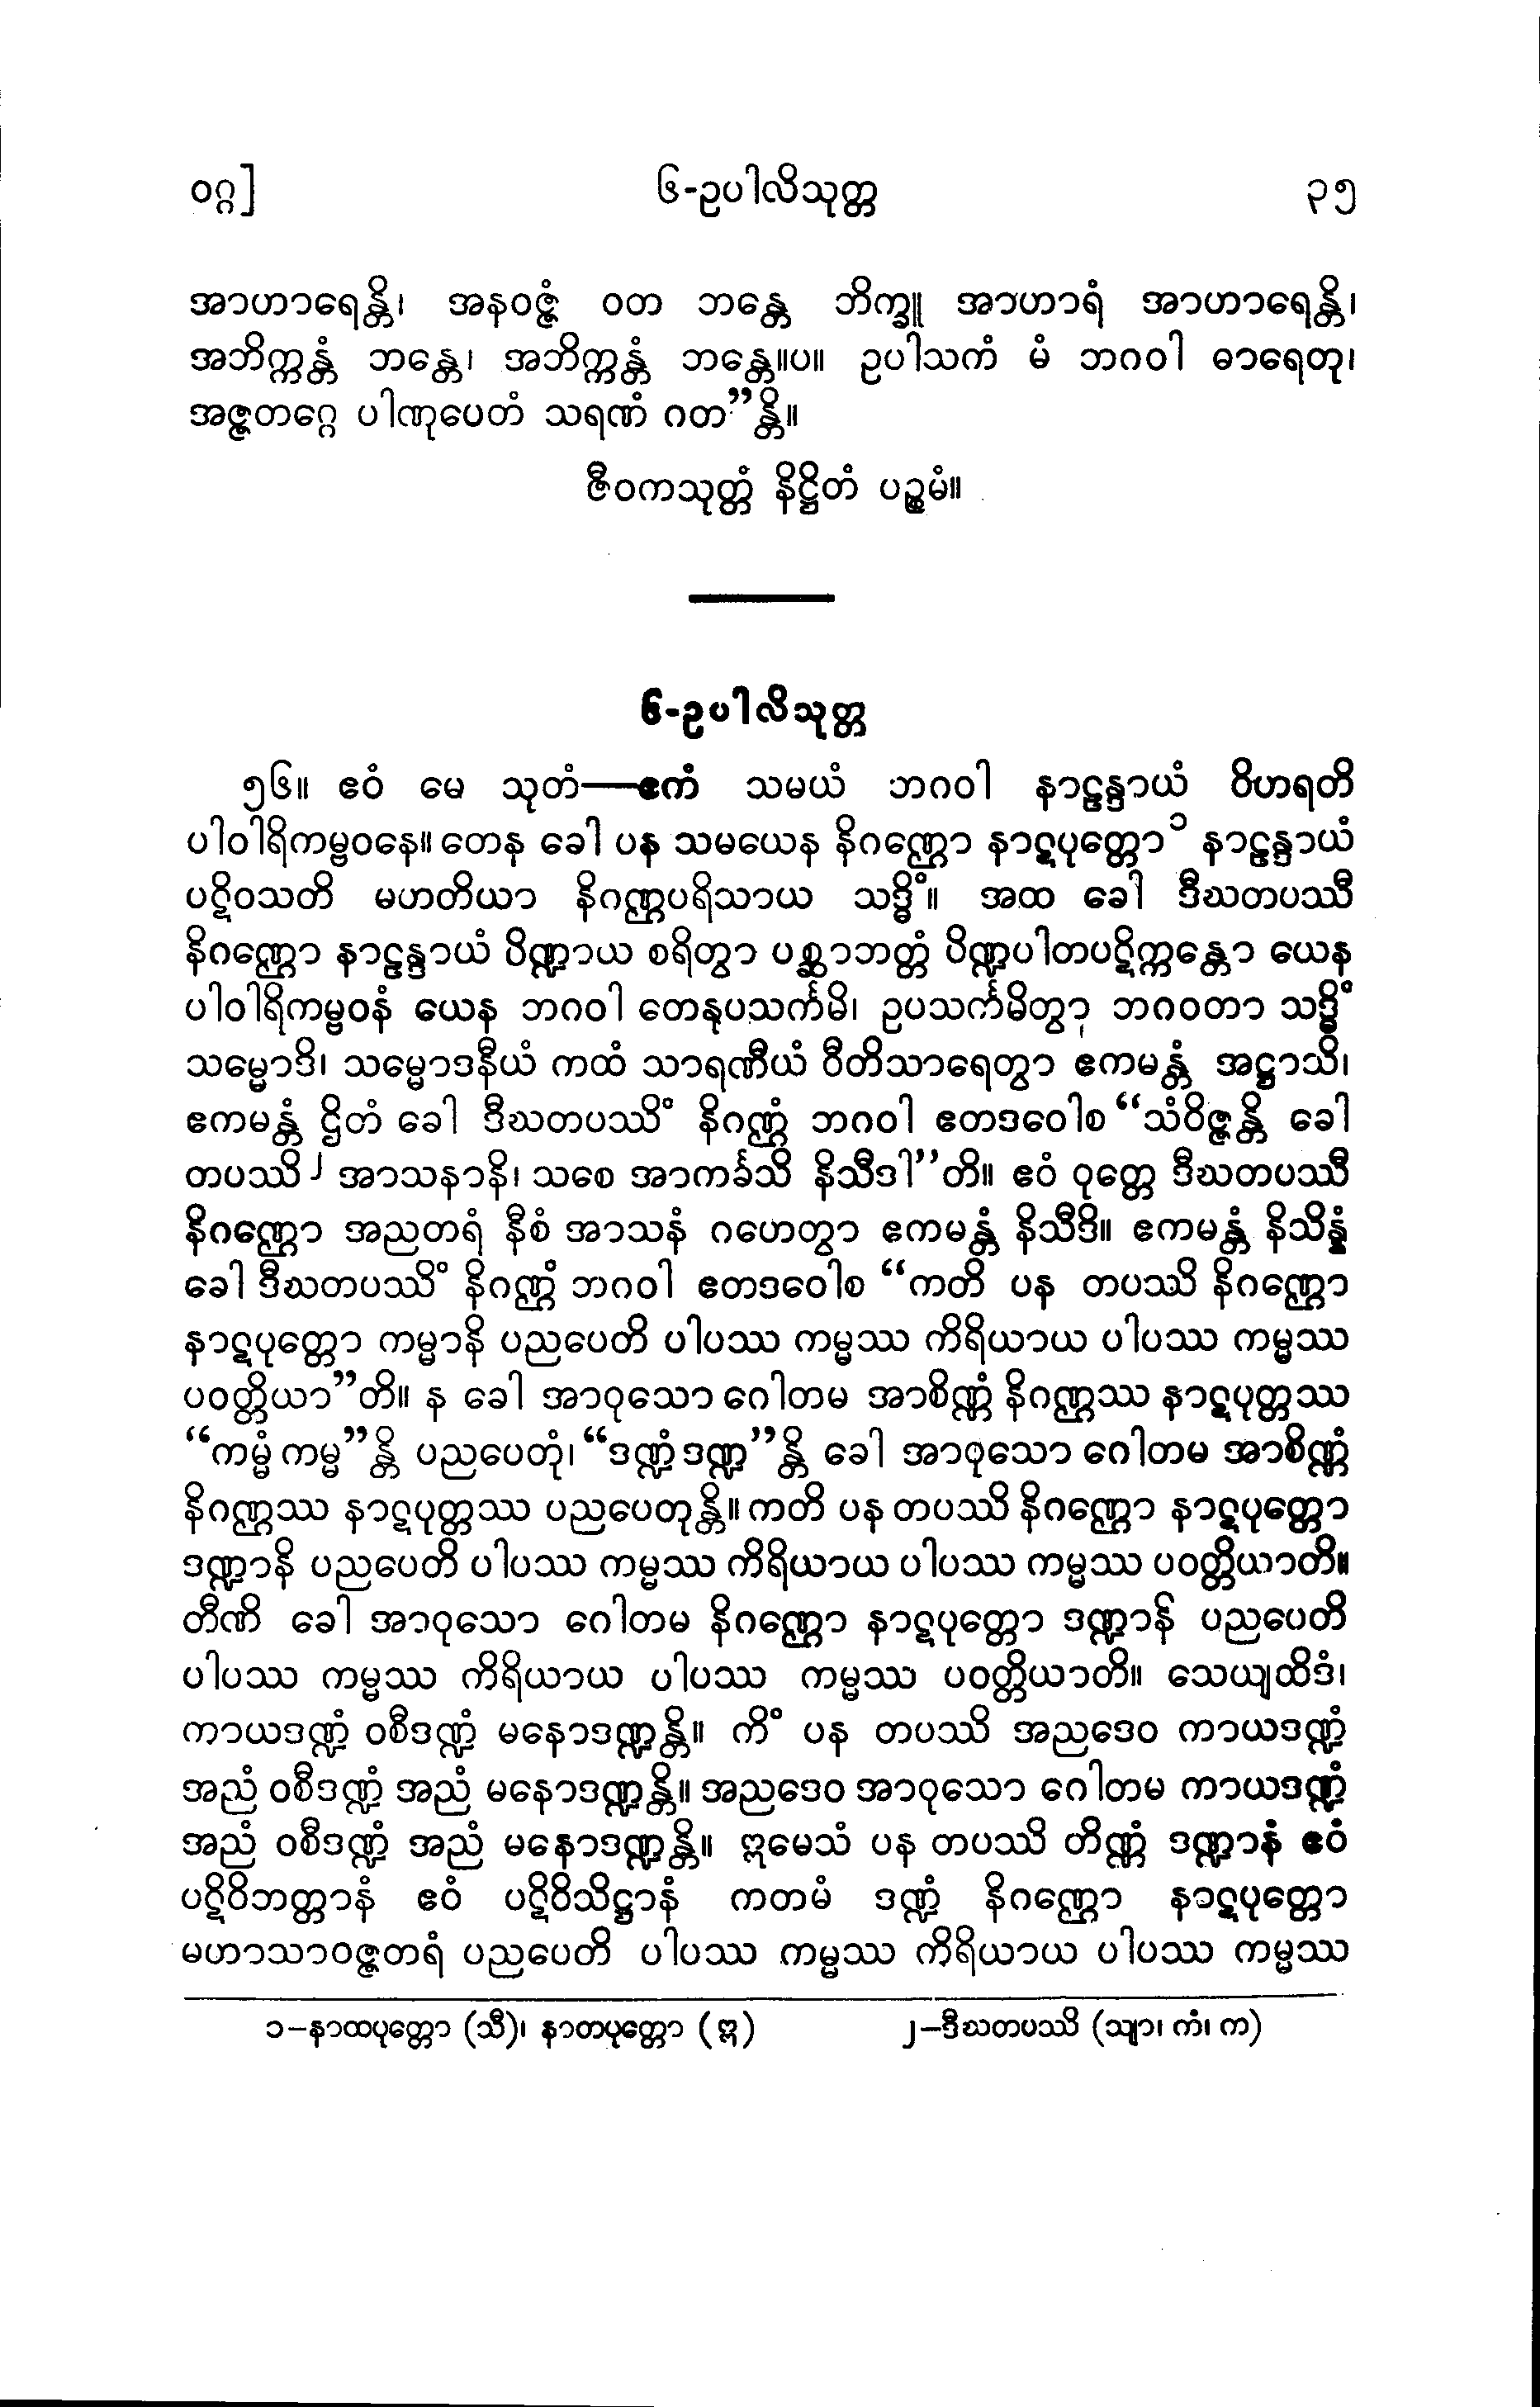 ဝဂ္ဂ] ၆-ဥပါလိသုတ္တ ၃၅
အာဟာရေန္တိ၊ အနဝဇ္ဇံ ဝတ ဘန္တေ ဘိက္ခူ အာဟာရံ အာဟာရေန္တိ၊
အဘိက္ကန္တံ ဘန္တေ၊ အဘိက္ကန္တံ ဘန္တေ။ပ။ ဥပါသကံ မံ ဘဂဝါ ဓာရေတု၊
အဇ္ဇတဂ္ဂေ ပါဏုပေတံ သရဏံ ဂတ”န္တိ။
ဇီဝကသုတ္တံ နိဋ္ဌိတံ ပဉ္စမံ။
၆-ဥပါလိသုတ္တ
၅၆။ ဧဝံ မေ သုတံ—ဧကံ သမယံ ဘဂဝါ နာဠန္ဒာယံ ဝိဟရတိ
ပါဝါရိကမ္ဗဝနေ။ တေန ခေါ ပန သမယေန နိဂဏ္ဌော နာဋပုတ္တော၁ နာဠန္ဒာယံ
ပဋိဝသတိ မဟတိယာ နိဂဏ္ဌပရိသာယ သဒ္ဓိံ။ အထ ခေါ ဒီဃတပဿီ
နိဂဏ္ဌော နာဠန္ဒာယံ ပိဏ္ဍာယ စရိတွာ ပစ္ဆာဘတ္တံ ပိဏ္ဍပါတပဋိက္ကန္တော ယေန
ပါဝါရိကမ္ဗဝနံ ယေန ဘဂဝါ တေနုပသင်္ကမိ၊ ဥပသင်္ကမိတွာ ဘဂဝတာ သဒ္ဓိံ
သမ္မောဒိ၊ သမ္မောဒနီယံ ကထံ သာရဏီယံ ဝီတိသာရေတွာ ဧကမန္တံ အဋ္ဌာသိ၊
ဧကမန္တံ ဌိတံ ခေါ ဒီဃတပဿိံ နိဂဏ္ဌံ ဘဂဝါ ဧတဒဝေါစ “သံဝိဇ္ဇန္တိ ခေါ
တပဿိ၂ အာသနာနိ၊ သစေ အာကင်္ခသိ နိသီဒါ”တိ။ ဧဝံ ဝုတ္တေ ဒီဃတပဿီ
နိဂဏ္ဌော အညတရံ နီစံ အာသနံ ဂဟေတွာ ဧကမန္တံ နိသီဒိ။ ဧကမန္တံ နိသိန္နံ
ခေါ ဒီဃတပဿိံ နိဂဏ္ဌံ ဘဂဝါ ဧတဒဝေါစ “ကတိ ပန တပဿိ နိဂဏ္ဌော
နာဋပုတ္တော ကမ္မာနိ ပညပေတိ ပါပဿ ကမ္မဿ ကိရိယာယ ပါပဿ ကမ္မဿ
ပဝတ္တိယာ”တိ။ န ခေါ အာဝုသော ဂေါတမ အာစိဏ္ဏံ နိဂဏ္ဌဿ နာဋပုတ္တဿ
“ကမ္မံ ကမ္မ”န္တိ ပညပေတုံ၊ “ဒဏ္ဍံ ဒဏ္ဍ”န္တိ ခေါ အာဝုသော ဂေါတမ အာစိဏ္ဏံ
နိဂဏ္ဌဿ နာဋပုတ္တဿ ပညပေတုန္တိ။ ကတိ ပန တပဿိ နိဂဏ္ဌော နာဋပုတ္တော
ဒဏ္ဍာနိ ပညပေတိ ပါပဿ ကမ္မဿ ကိရိယာယ ပါပဿ ကမ္မဿ ပဝတ္တိယာတိ။
တီဏိ ခေါ အာဝုသော ဂေါတမ နိဂဏ္ဌော နာဋပုတ္တော ဒဏ္ဍာနိ ပညပေတိ
ပါပဿ ကမ္မဿ ကိရိယာယ ပါပဿ ကမ္မဿ ပဝတ္တိယာတိ။ သေယျထိဒံ၊
ကာယဒဏ္ဍံ ဝစီဒဏ္ဍံ မနောဒဏ္ဍန္တိ။ ကိံ ပန တပဿိ အညဒေဝ ကာယဒဏ္ဍံ
အညံ ဝစီဒဏ္ဍံ အညံ မနောဒဏ္ဍန္တိ။ အညဒေဝ အာဝုသော ဂေါတမ ကာယဒဏ္ဍံ
အညံ ဝစီဒဏ္ဍံ အညံ မနောဒဏ္ဍန္တိ။ ဣမေသံ ပန တပဿိ တိဏ္ဏံ ဒဏ္ဍာနံ ဧဝံ
ပဋိဝိဘတ္တာနံ ဧဝံ ပဋိဝိသိဋ္ဌာနံ ကတမံ ဒဏ္ဍံ နိဂဏ္ဌော နာဋပုတ္တော
မဟာသာဝဇ္ဇတရံ ပညပေတိ ပါပဿ ကမ္မဿ ကိရိယာယ ပါပဿ ကမ္မဿ
၁–နာထပုတ္တော (သီ)၊ နာတပုတ္တော (ဣ) ၂–ဒီဃတပဿိ (သျာ၊ ကံ၊ က)